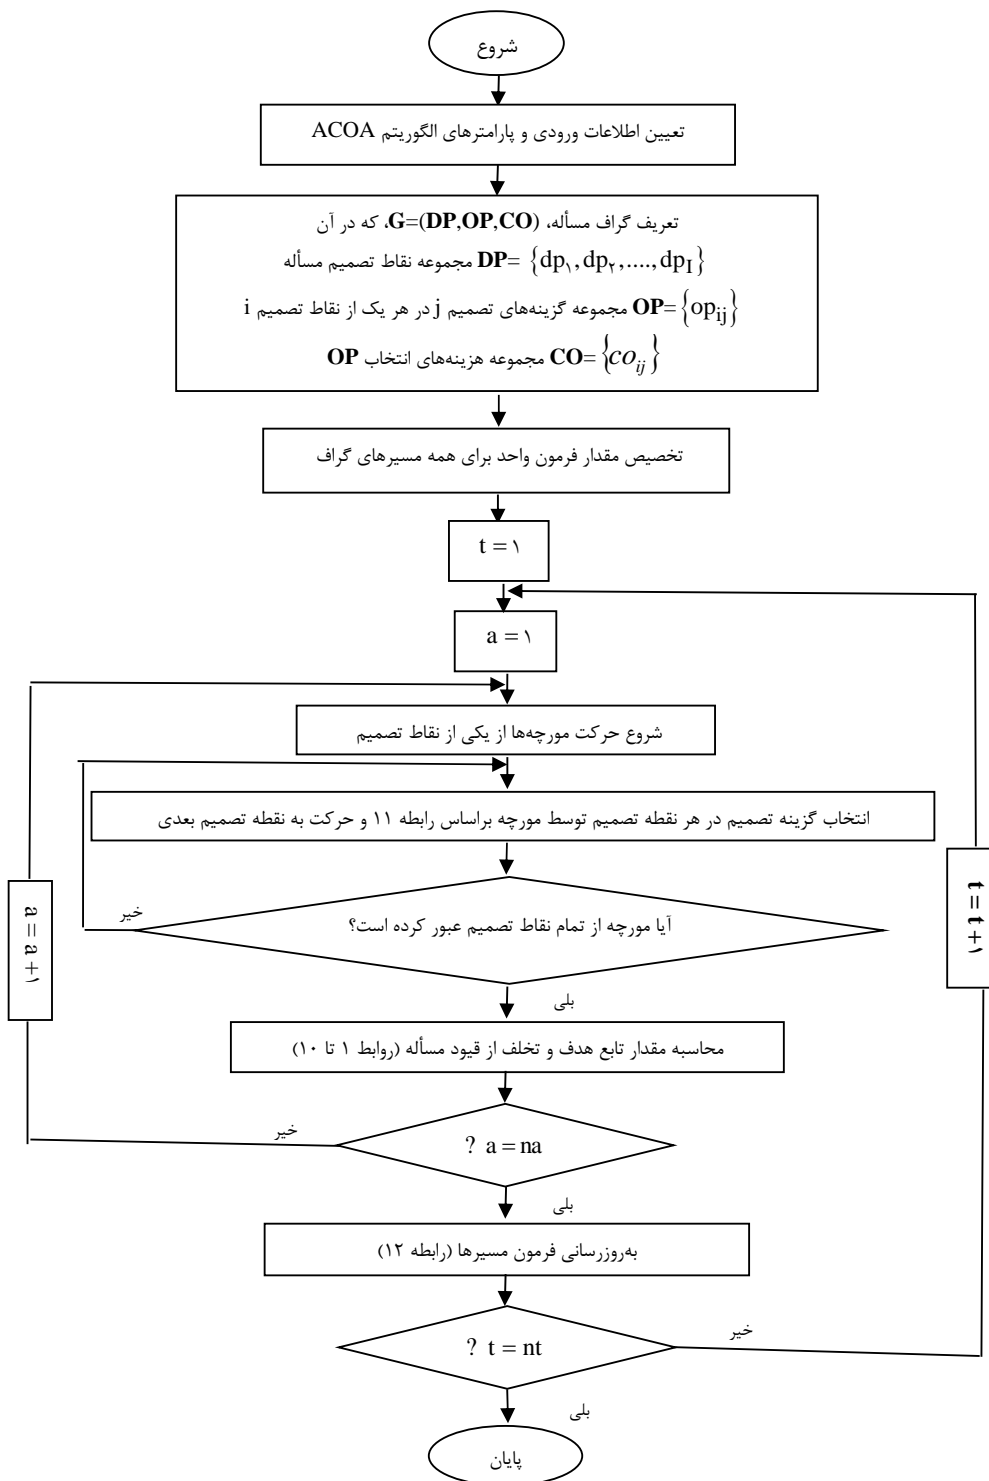 شروع
تعیین اطلاعات ورودی و پارامترهای الگوریتم ACOA
تعریف گراف مسأله، G=(DP,OP,CO)، که در آن
DP= {dp۱,dp۲,....,dpI} مجموعه نقاط تصمیم مسأله
OP={opij} مجموعه گزینه‌های تصمیم j در هر یک از نقاط تصمیم i
CO={coij} مجموعه هزینه‌های انتخاب OP
تخصیص مقدار فرمون واحد برای همه مسیرهای گراف
t = ۱
a = ۱
شروع حرکت مورچه‌ها از یکی از نقاط تصمیم
انتخاب گزینه تصمیم در هر نقطه تصمیم توسط مورچه براساس رابطه ۱۱ و حرکت به نقطه تصمیم بعدی
t = t +۱
a = a +۱
خیر
آیا مورچه از تمام نقاط تصمیم عبور کرده است؟
بلی
محاسبه مقدار تابع هدف و تخلف از قیود مسأله (روابط ۱ تا ۱۰)
خیر
? a = na
بلی
به‌روزرسانی فرمون مسیرها (رابطه ۱۲)
خیر
? t = nt
بلی
پایان